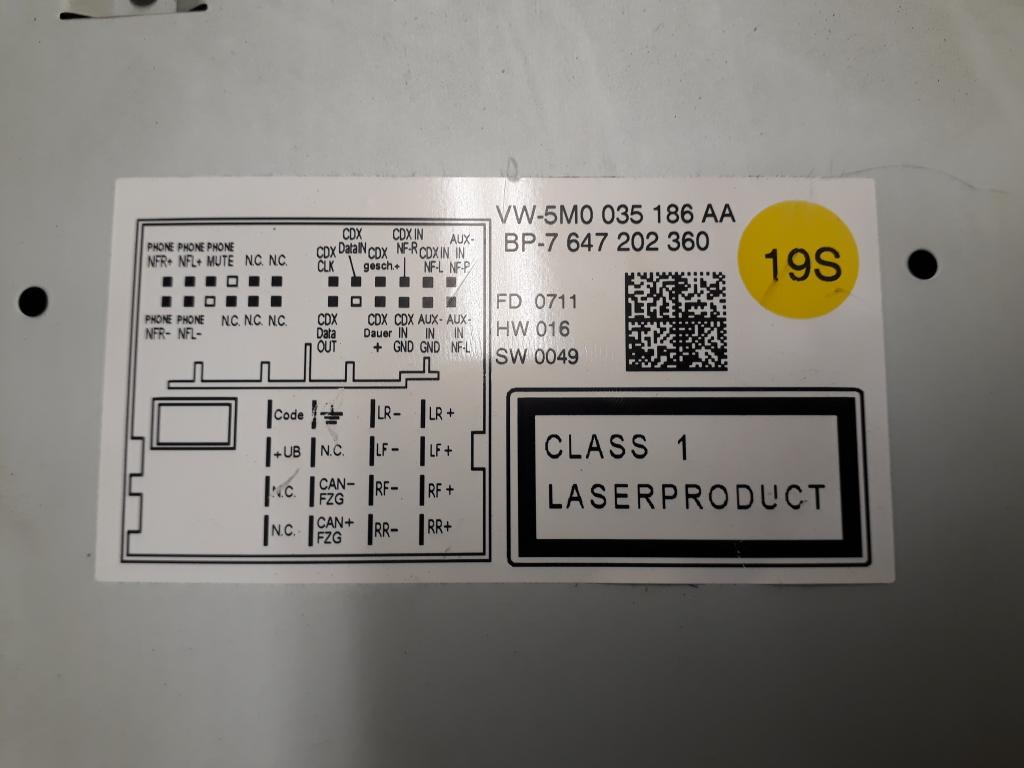 VW-5M0 035 186 AA
BP-7 647 202 360
19S
FD 0711
HW 016
SW 0049
CLASS 1
LASERPRODUCT
PHONE NFR+
PHONE NFL+
PHONE MUTE
N.C. N.C.
PHONE NFR-
PHONE NFL-
N.C. N.C. N.C.
CDX CLK
CDX DataIN
CDX gesch.+
CDX IN NF-R
CDX IN NF-L
AUX-IN NF-R
CDX Data OUT
CDX Dauer +
CDX IN GND
AUX-IN GND
AUX-IN NF-L
Code LR- LR+
+UB N.C. LF- LF+
N.C. CAN- FZG RF- RF+
N.C. CAN+ FZG RR- RR+